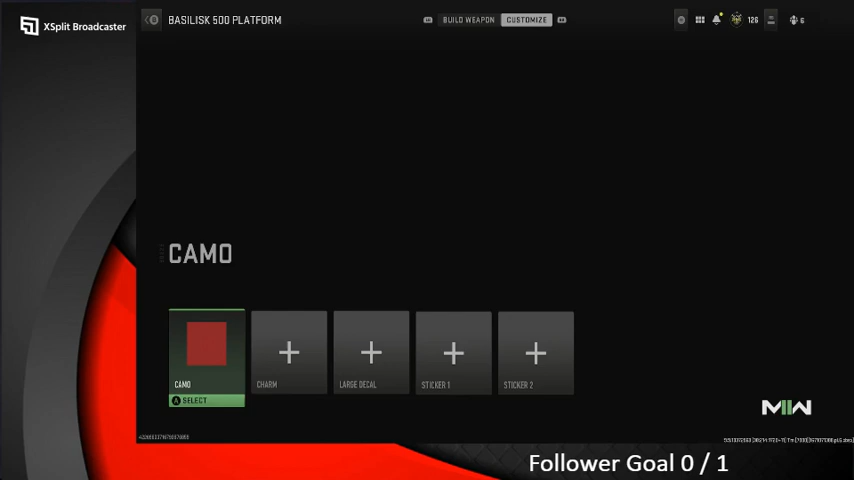 XSplit Broadcaster
BASILISK 500 PLATFORM
BUILD WEAPON CUSTOMIZE
126
6
CAMO
CAMO
CHARM
LARGE DECAL
STICKER 1
STICKER 2
A SELECT
MW
Follower Goal 0 / 1